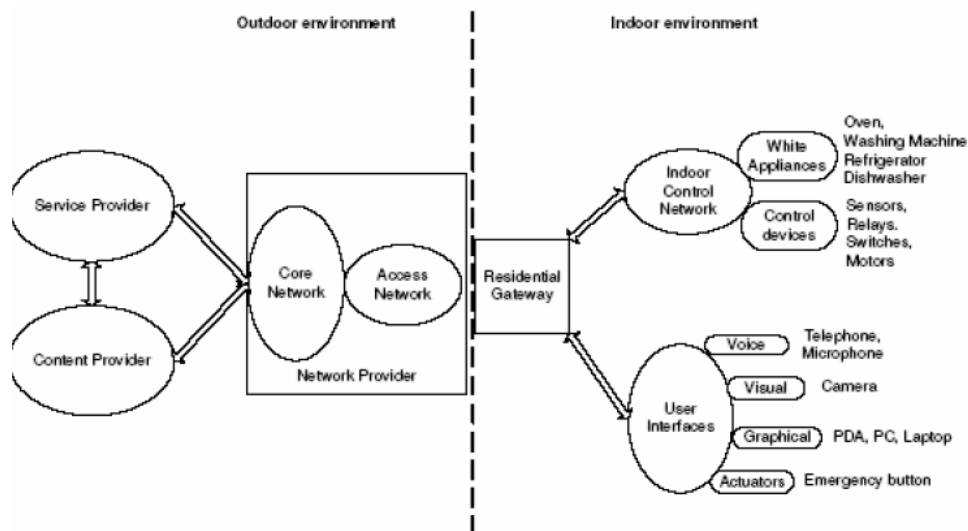 Outdoor environment
Indoor environment
Service Provider
Content Provider
Core
Network
Access
Network
Network Provider
Residential
Gateway
Indoor
Control
Network
White
Appliances
Oven,
Washing Machine
Refrigerator
Dishwasher
Control
devices
Sensors,
Relays.
Switches,
Motors
User
Interfaces
Voice
Telephone,
Microphone
Visual
Camera
Graphical
PDA, PC, Laptop
Actuators
Emergency button